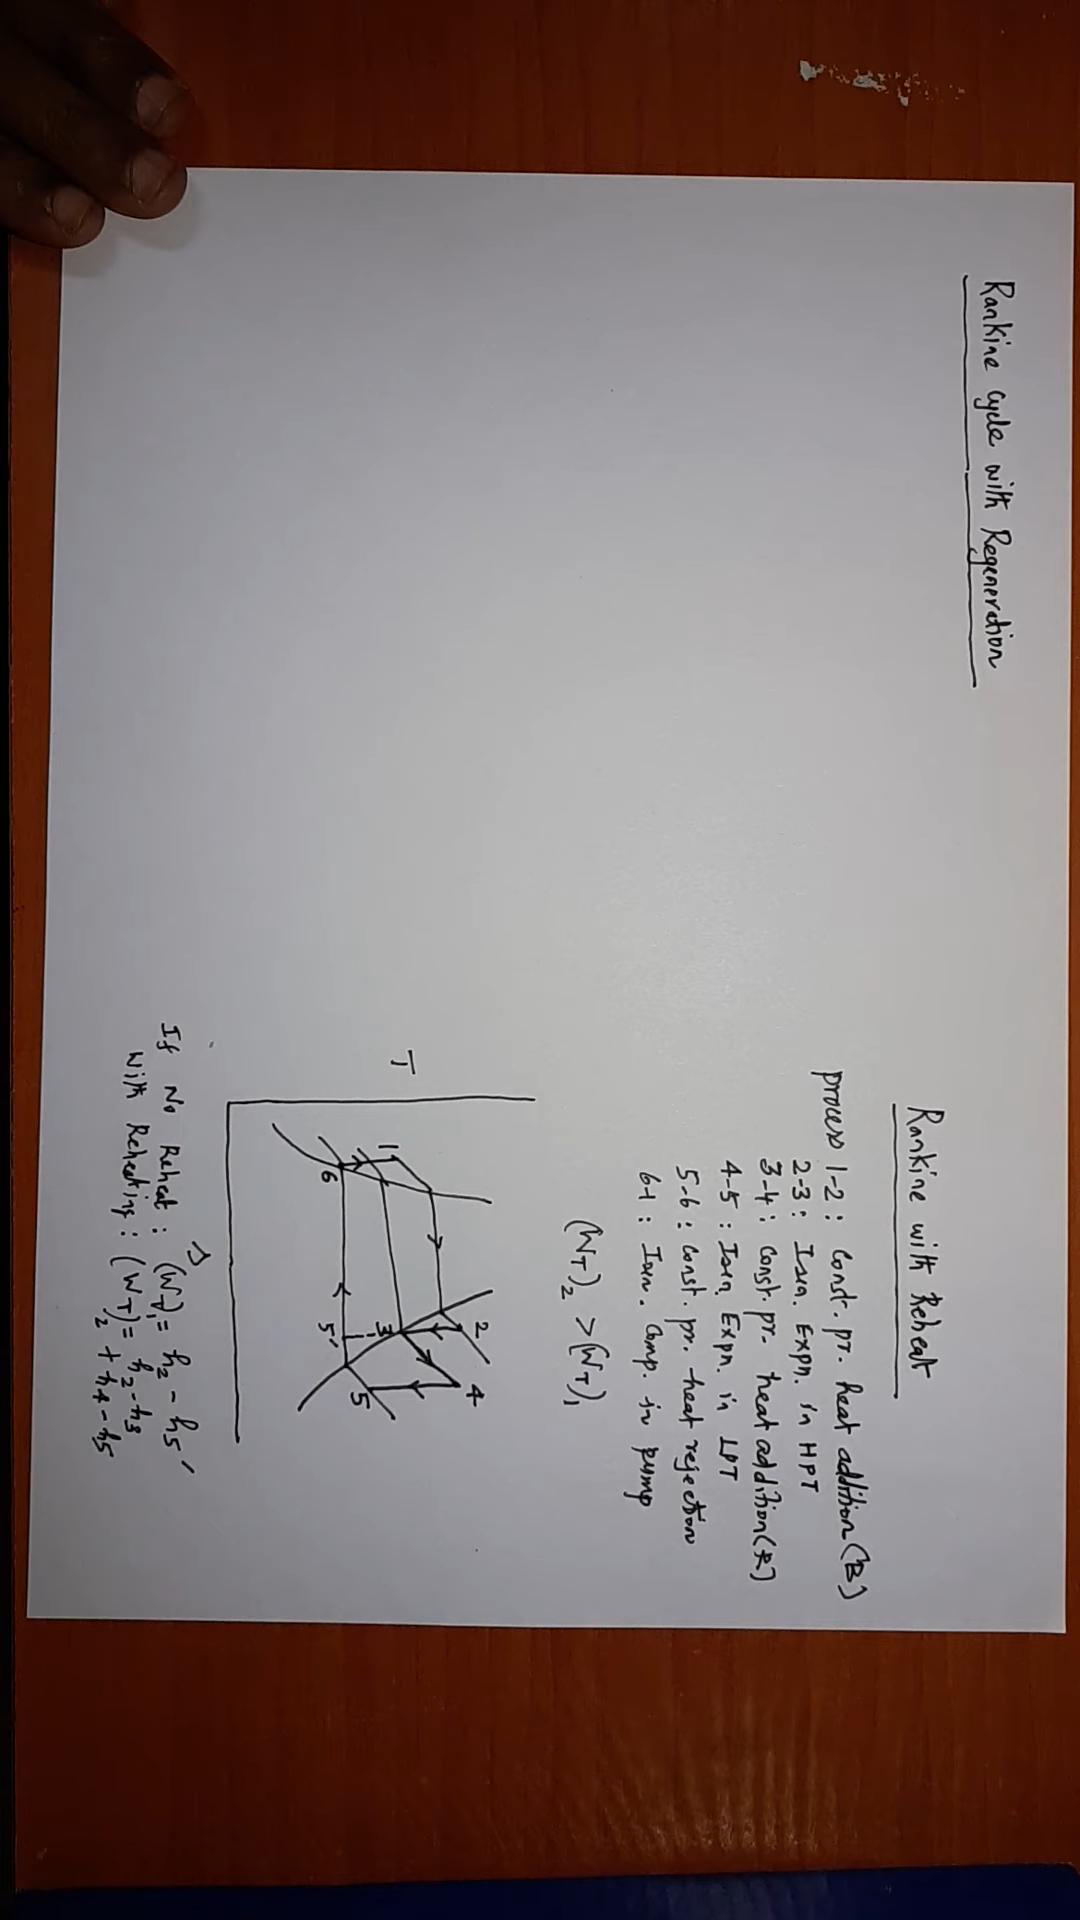 Rankine cycle with Regeneration
Rankine with Reheat
process 1-2 : Constr. pr. heat addition (B)
2-3 : Isen. Expn. in HPT
3-4 : Const. pr. heat addition (R)
4-5 : Isen. Expn. in LPT
5-6 : Const. pr. heat rejection
6-1 : Isen. Comp. in pump
(WT)2 > (WT)1
T
1
2
3
4
5
5'
6
If No Reheat : (WT)1 = h2 - h5'
With Reheating : (WT)2 = h2 - h3 + h4 - h5